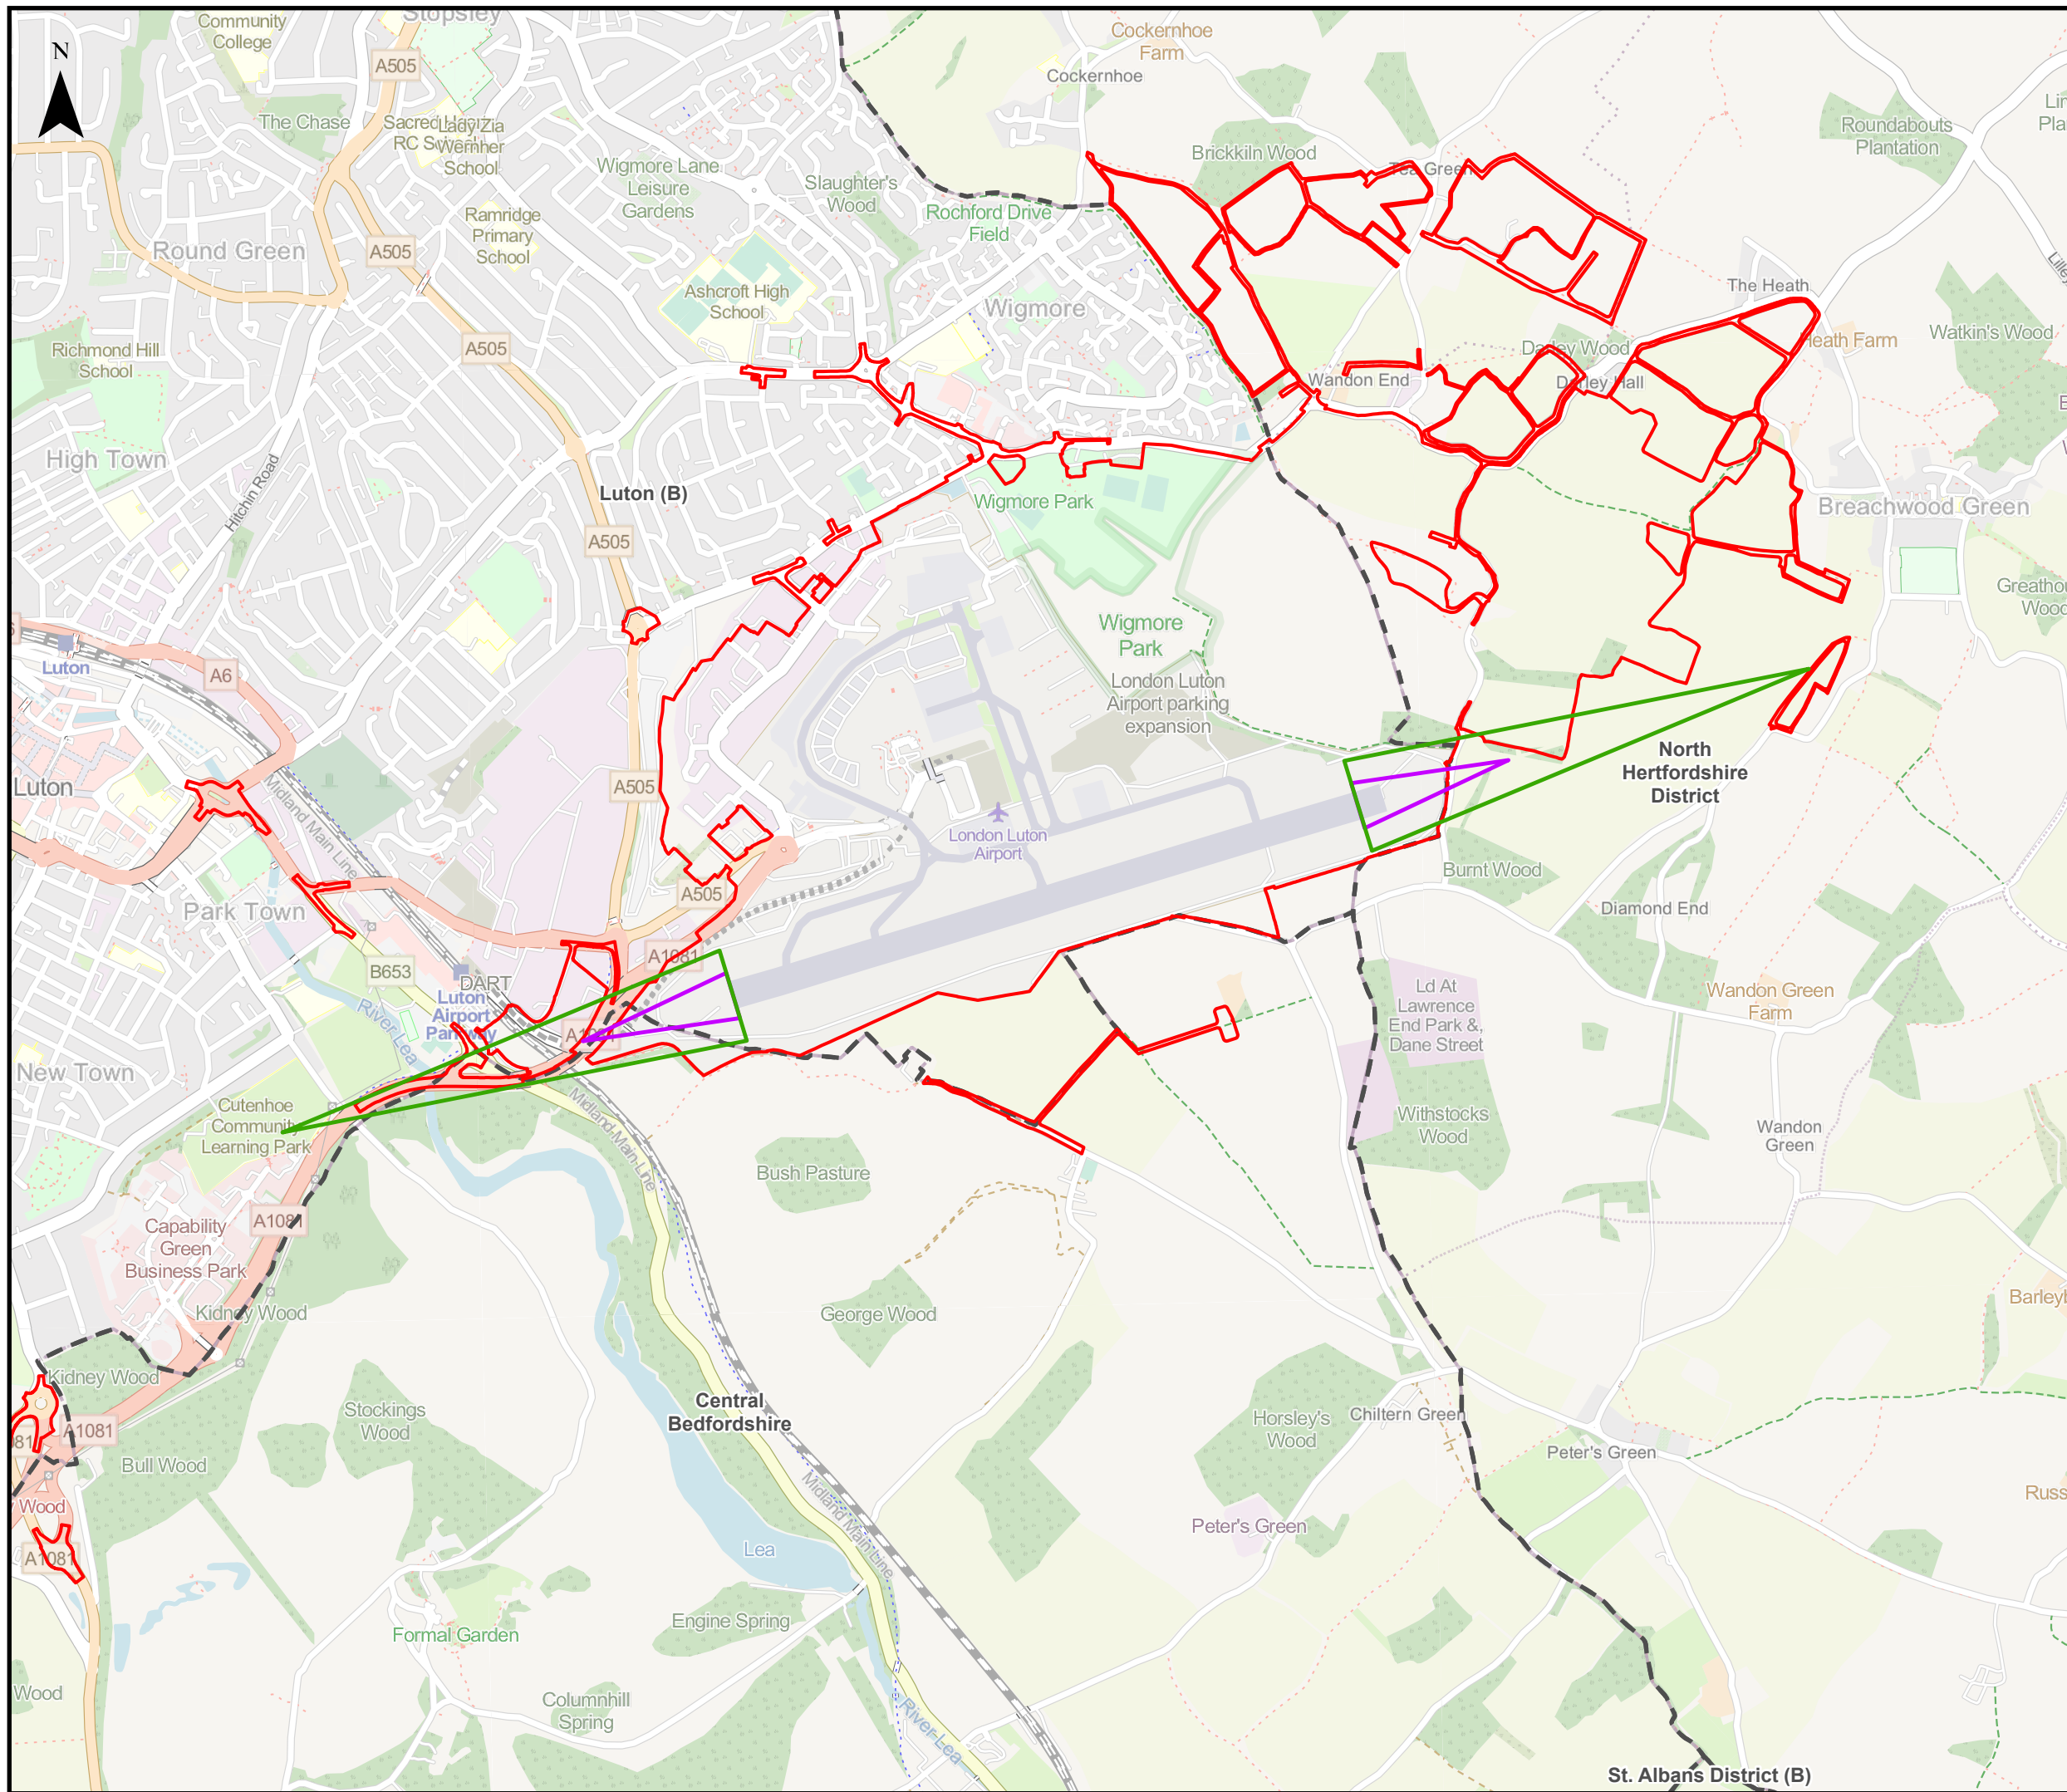 N
Community
College
Stopsley
A505
Cockernhoe
Farm
Cockernhoe
The Chase
Lady Zia
Wernher
School
Wigmore Lane
Leisure
Gardens
Slaughter's
Wood
Brickkiln Wood
Tea Green
Roundabouts
Plantation
Rochford Drive
Field
Ramridge
Primary
School
Round Green
A505
Ashcroft High
School
Wigmore
The Heath
Watkin's Wood
Heath Farm
Richmond Hill
School
A505
Darley Wood
Wandon End
Darley Hall
High Town
Hitchin Road
Luton (B)
Wigmore Park
Breachwood Green
A505
Wigmore
Park
Luton
A6
London Luton
Airport parking
expansion
North
Hertfordshire
District
Luton
A505
Midland Main Line
London Luton
Airport
Burnt Wood
A505
Park Town
Diamond End
A1081
B653
DART
Luton
Airport
Parkway
River Lea
Ld At
Lawrence
End Park &,
Dane Street
Wandon Green
Farm
New Town
Cutenhoe
Community
Learning Park
Midland Main Line
Withstocks
Wood
Wandon
Green
Bush Pasture
A1081
Capability
Green
Business Park
Kidney Wood
George Wood
Kidney Wood
Stockings
Wood
Central
Bedfordshire
Horsley's
Wood
Chiltern Green
A1081
Peter's Green
Bull Wood
Midland Main Line
Wood
Peter's Green
A1081
Lea
Engine Spring
Formal Garden
Wood
Columnhill
Spring
River Lea
St. Albans District (B)